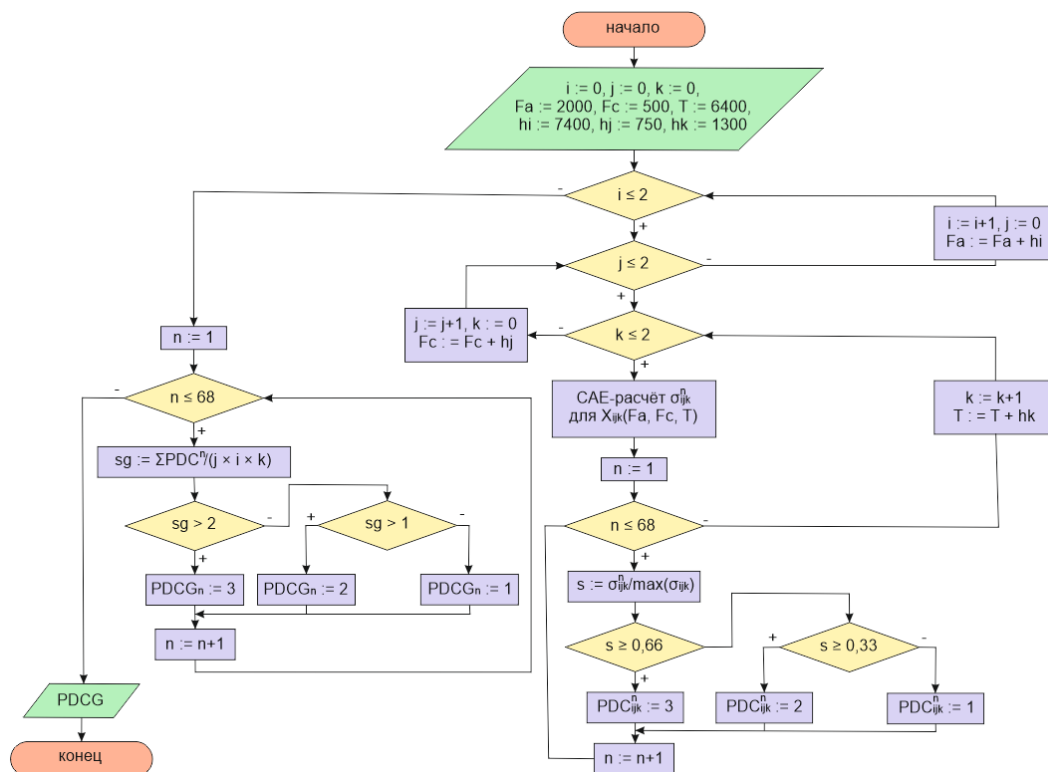 начало
i := 0, j := 0, k := 0,
Fa := 2000, Fc := 500, T := 6400,
hi := 7400, hj := 750, hk := 1300
i ≤ 2
-
+
i := i+1, j := 0
Fa : = Fa + hi
j ≤ 2
-
+
j := j+1, k : = 0
Fc : = Fc + hj
k ≤ 2
-
+
CAE-расчёт σⁿijk
для Xijk(Fa, Fc, T)
k := k+1
T : = T + hk
n := 1
n ≤ 68
-
+
s := σⁿijk/max(σijk)
s ≥ 0,66
+
s ≥ 0,33
+
-
PDCⁿijk := 3
PDCⁿijk := 2
PDCⁿijk := 1
n := n+1
n := 1
n ≤ 68
-
+
sg := ΣPDCⁿ/(j × i × k)
sg > 2
-
+
sg > 1
+
-
PDCGn := 3
PDCGn := 2
PDCGn := 1
n := n+1
PDCG
конец